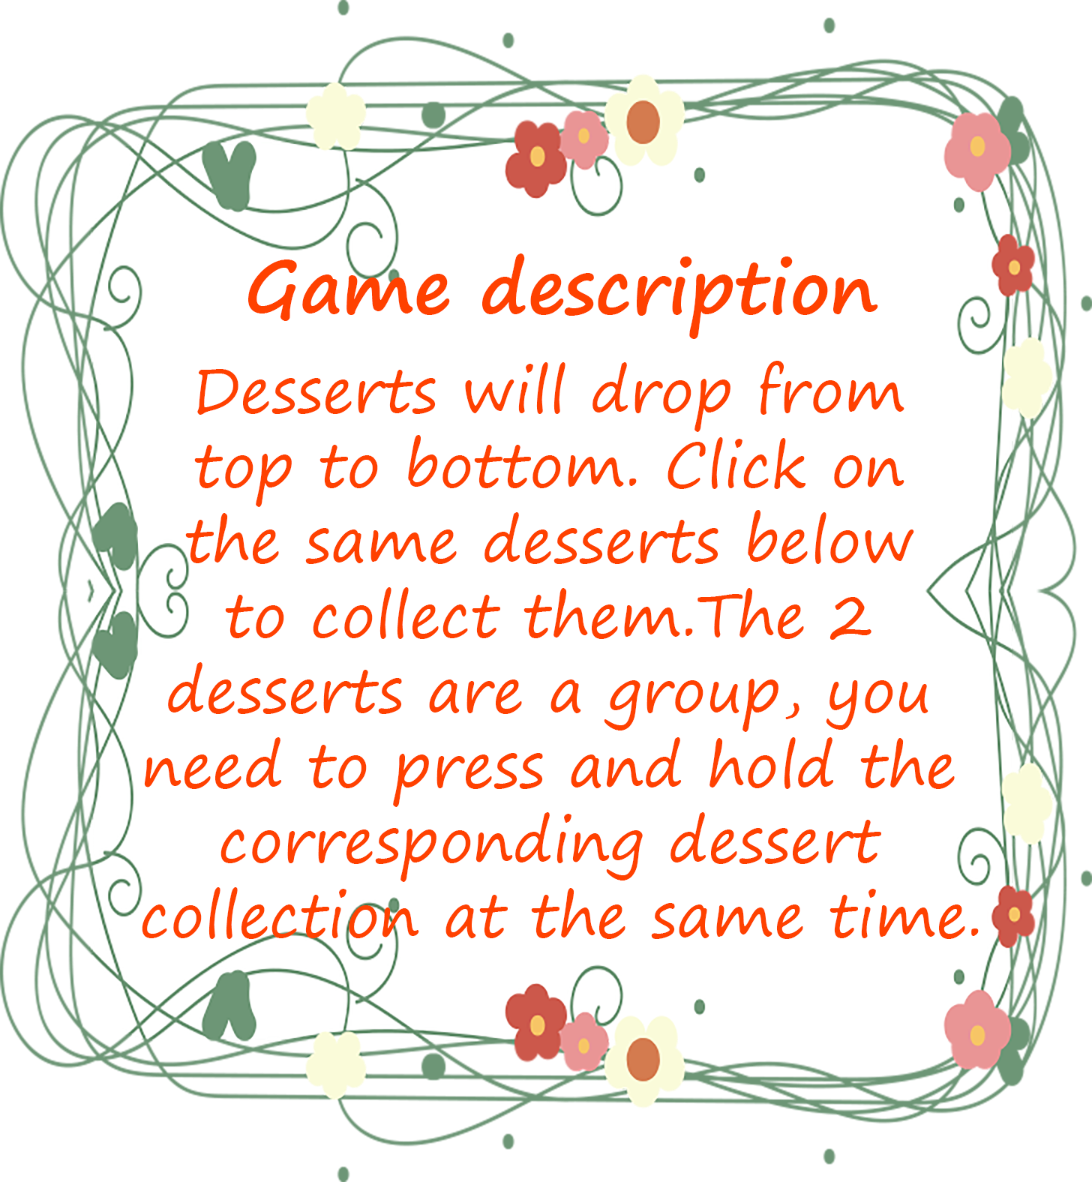 Game description
Desserts will drop from
top to bottom. Click on
the same desserts below
to collect them.The 2
desserts are a group, you
need to press and hold the
corresponding dessert
collection at the same time.